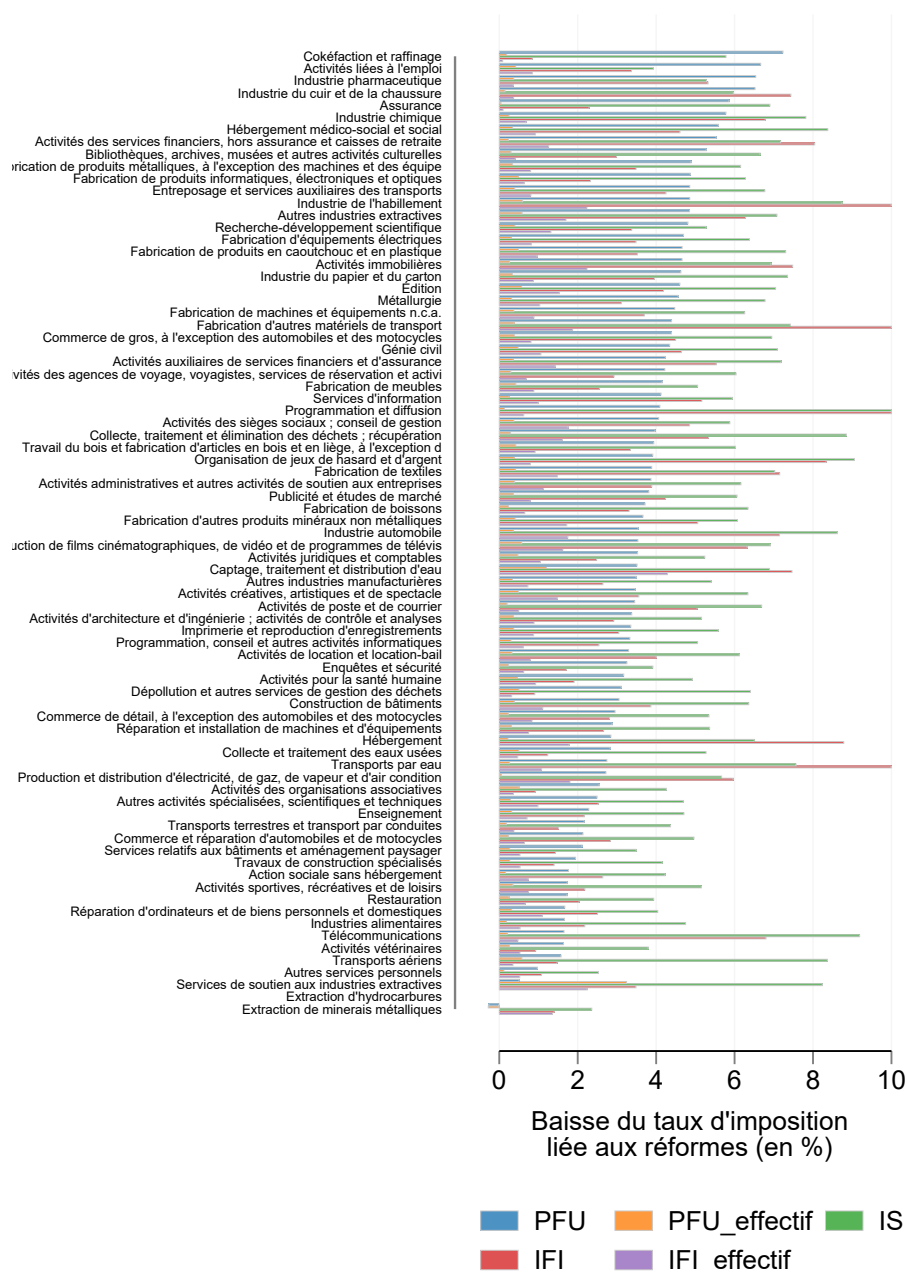 Cokéfaction et raffinage
Activités liées à l'emploi
Industrie pharmaceutique
Industrie du cuir et de la chaussure
Assurance
Industrie chimique
Hébergement médico-social et social
Activités des services financiers, hors assurance et caisses de retraite
Bibliothèques, archives, musées et autres activités culturelles
brication de produits métalliques, à l'exception des machines et des équipe
Fabrication de produits informatiques, électroniques et optiques
Entreposage et services auxiliaires des transports
Industrie de l'habillement
Autres industries extractives
Recherche-développement scientifique
Fabrication d'équipements électriques
Fabrication de produits en caoutchouc et en plastique
Activités immobilières
Industrie du papier et du carton
Édition
Métallurgie
Fabrication de machines et équipements n.c.a.
Fabrication d'autres matériels de transport
Commerce de gros, à l'exception des automobiles et des motocycles
Génie civil
Activités auxiliaires de services financiers et d'assurance
ivités des agences de voyage, voyagistes, services de réservation et activi
Fabrication de meubles
Services d'information
Programmation et diffusion
Activités des sièges sociaux ; conseil de gestion
Collecte, traitement et élimination des déchets ; récupération
Travail du bois et fabrication d'articles en bois et en liège, à l'exception d
Organisation de jeux de hasard et d'argent
Fabrication de textiles
Activités administratives et autres activités de soutien aux entreprises
Publicité et études de marché
Fabrication de boissons
Fabrication d'autres produits minéraux non métalliques
Industrie automobile
uction de films cinématographiques, de vidéo et de programmes de télévis
Activités juridiques et comptables
Captage, traitement et distribution d'eau
Autres industries manufacturières
Activités créatives, artistiques et de spectacle
Activités de poste et de courrier
Activités d'architecture et d'ingénierie ; activités de contrôle et analyses
Imprimerie et reproduction d'enregistrements
Programmation, conseil et autres activités informatiques
Activités de location et location-bail
Enquêtes et sécurité
Activités pour la santé humaine
Dépollution et autres services de gestion des déchets
Construction de bâtiments
Commerce de détail, à l'exception des automobiles et des motocycles
Réparation et installation de machines et d'équipements
Hébergement
Collecte et traitement des eaux usées
Transports par eau
Production et distribution d'électricité, de gaz, de vapeur et d'air condition
Activités des organisations associatives
Autres activités spécialisées, scientifiques et techniques
Enseignement
Transports terrestres et transport par conduites
Commerce et réparation d'automobiles et de motocycles
Services relatifs aux bâtiments et aménagement paysager
Travaux de construction spécialisés
Action sociale sans hébergement
Activités sportives, récréatives et de loisirs
Restauration
Réparation d'ordinateurs et de biens personnels et domestiques
Industries alimentaires
Télécommunications
Activités vétérinaires
Transports aériens
Autres services personnels
Services de soutien aux industries extractives
Extraction d'hydrocarbures
Extraction de minerais métalliques
0 2 4 6 8 10
Baisse du taux d'imposition
liée aux réformes (en %)
PFU PFU_effectif IS
IFI IFI_effectif